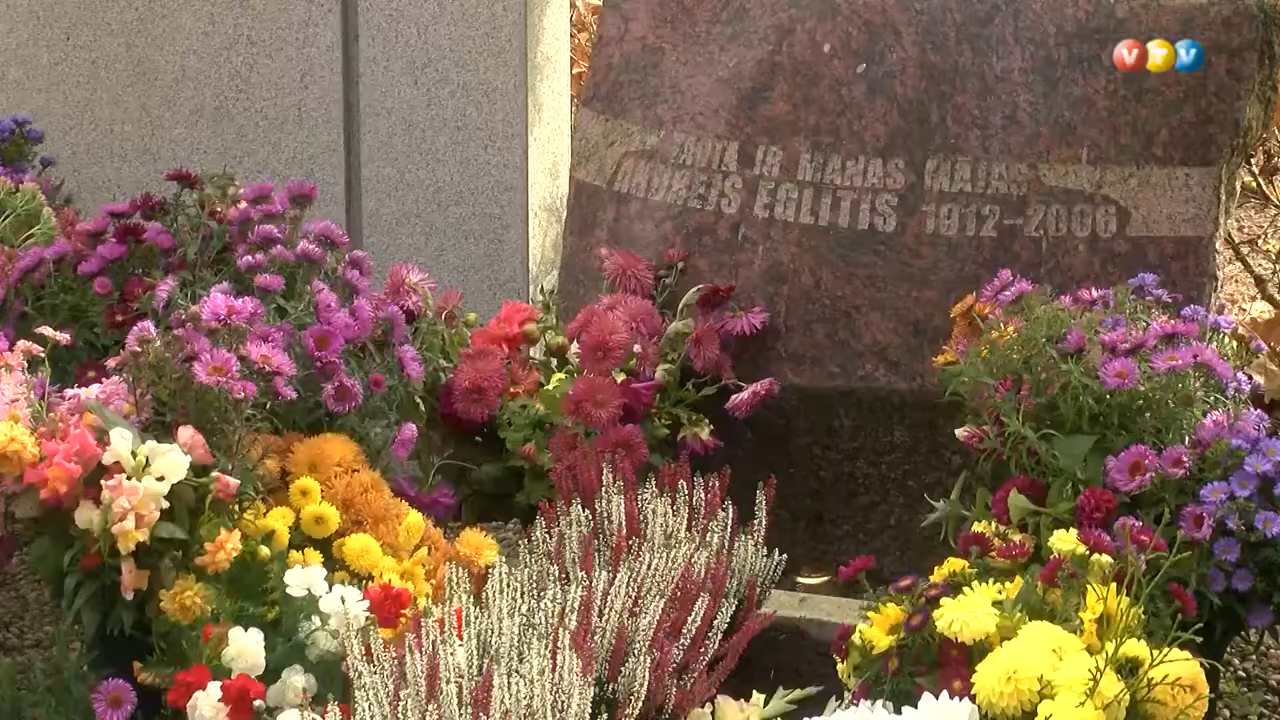 VTV
IR MANAS MĀJAS
ANDREJS EGLĪTIS 1912–2006